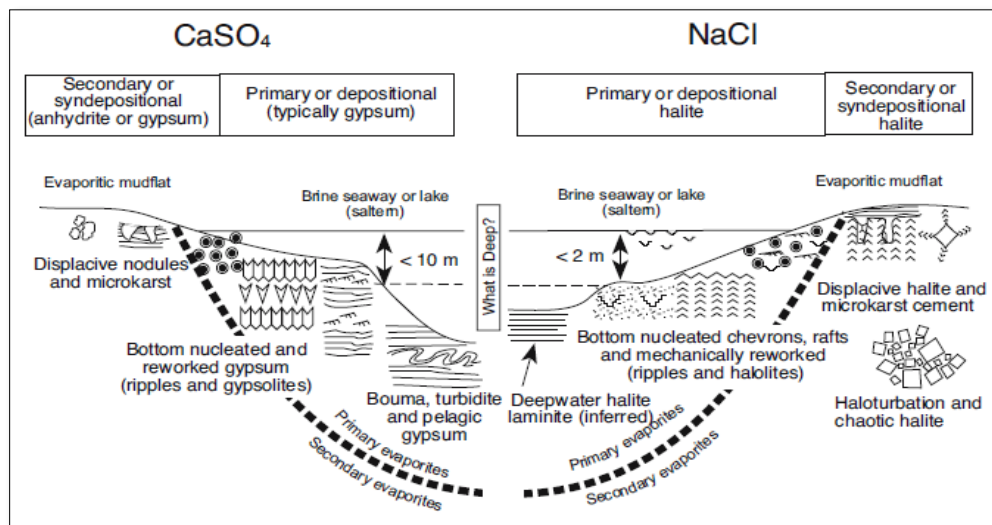 CaSO4
NaCl
Secondary or
syndepositional
(anhydrite or gypsum)
Primary or depositional
(typically gypsum)
Primary or depositional
halite
Secondary or
syndepositional
halite
Evaporitic mudflat
Brine seaway or lake
(saltern)
What is Deep?
Brine seaway or lake
(saltern)
Evaporitic mudflat
< 10 m
< 2 m
Displacive nodules
and microkarst
Displacive halite and
microkarst cement
Bottom nucleated and
reworked gypsum
(ripples and gypsolites)
Bouma, turbidite
and pelagic
gypsum
Deepwater halite
laminite (inferred)
Bottom nucleated chevrons, rafts
and mechanically reworked
(ripples and halolites)
Haloturbation and
chaotic halite
Primary evaporites
Secondary evaporites
Primary evaporites
Secondary evaporites